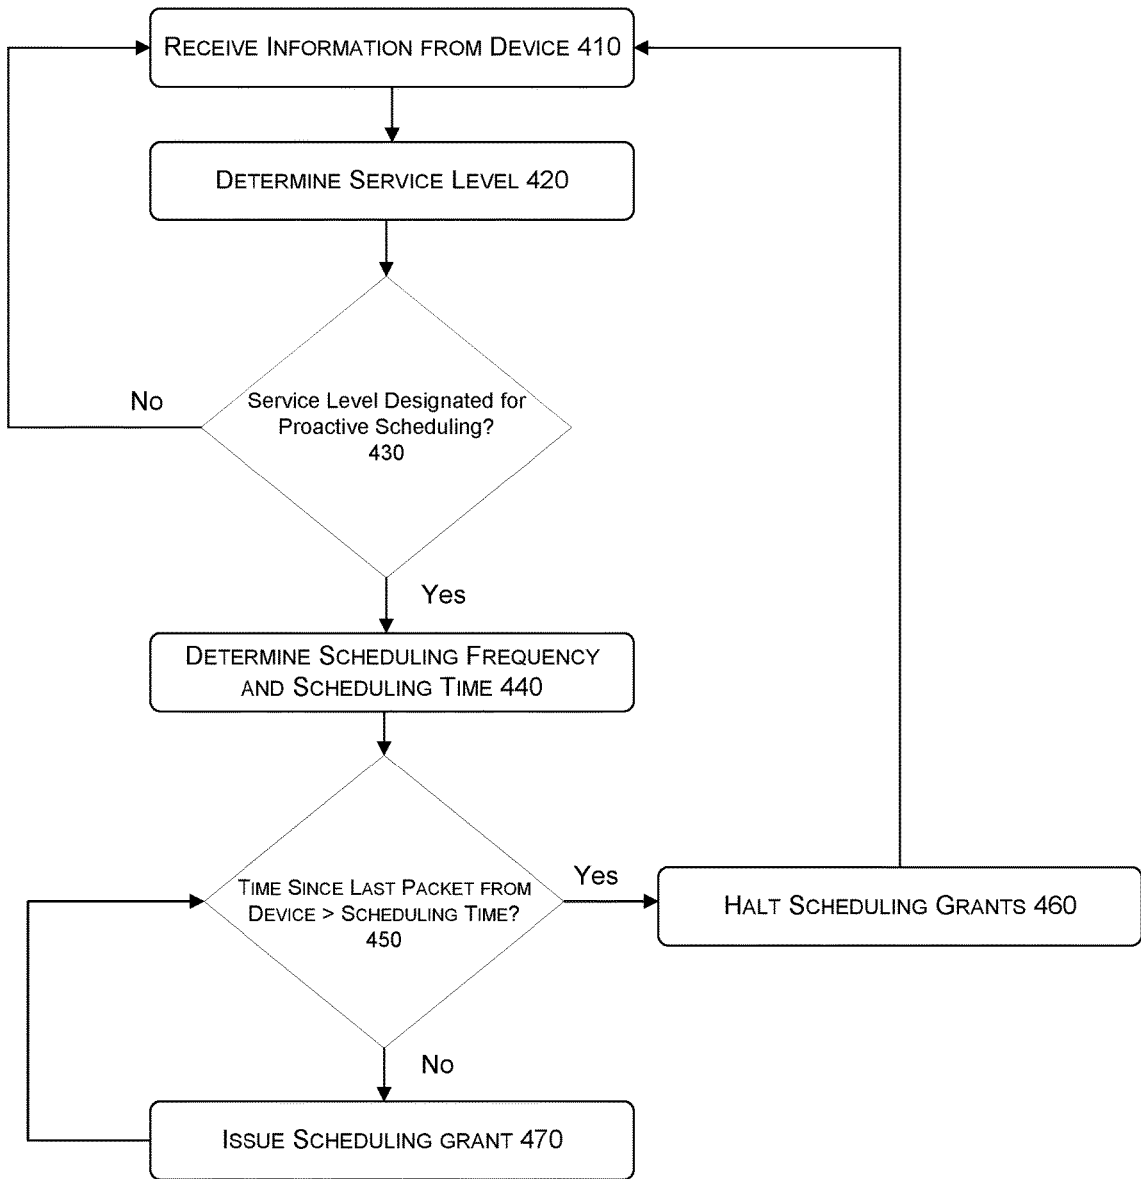 RECEIVE INFORMATION FROM DEVICE 410
DETERMINE SERVICE LEVEL 420
No
Service Level Designated for
Proactive Scheduling?
430
Yes
DETERMINE SCHEDULING FREQUENCY
AND SCHEDULING TIME 440
TIME SINCE LAST PACKET FROM
DEVICE > SCHEDULING TIME?
450
Yes
HALT SCHEDULING GRANTS 460
No
ISSUE SCHEDULING GRANT 470